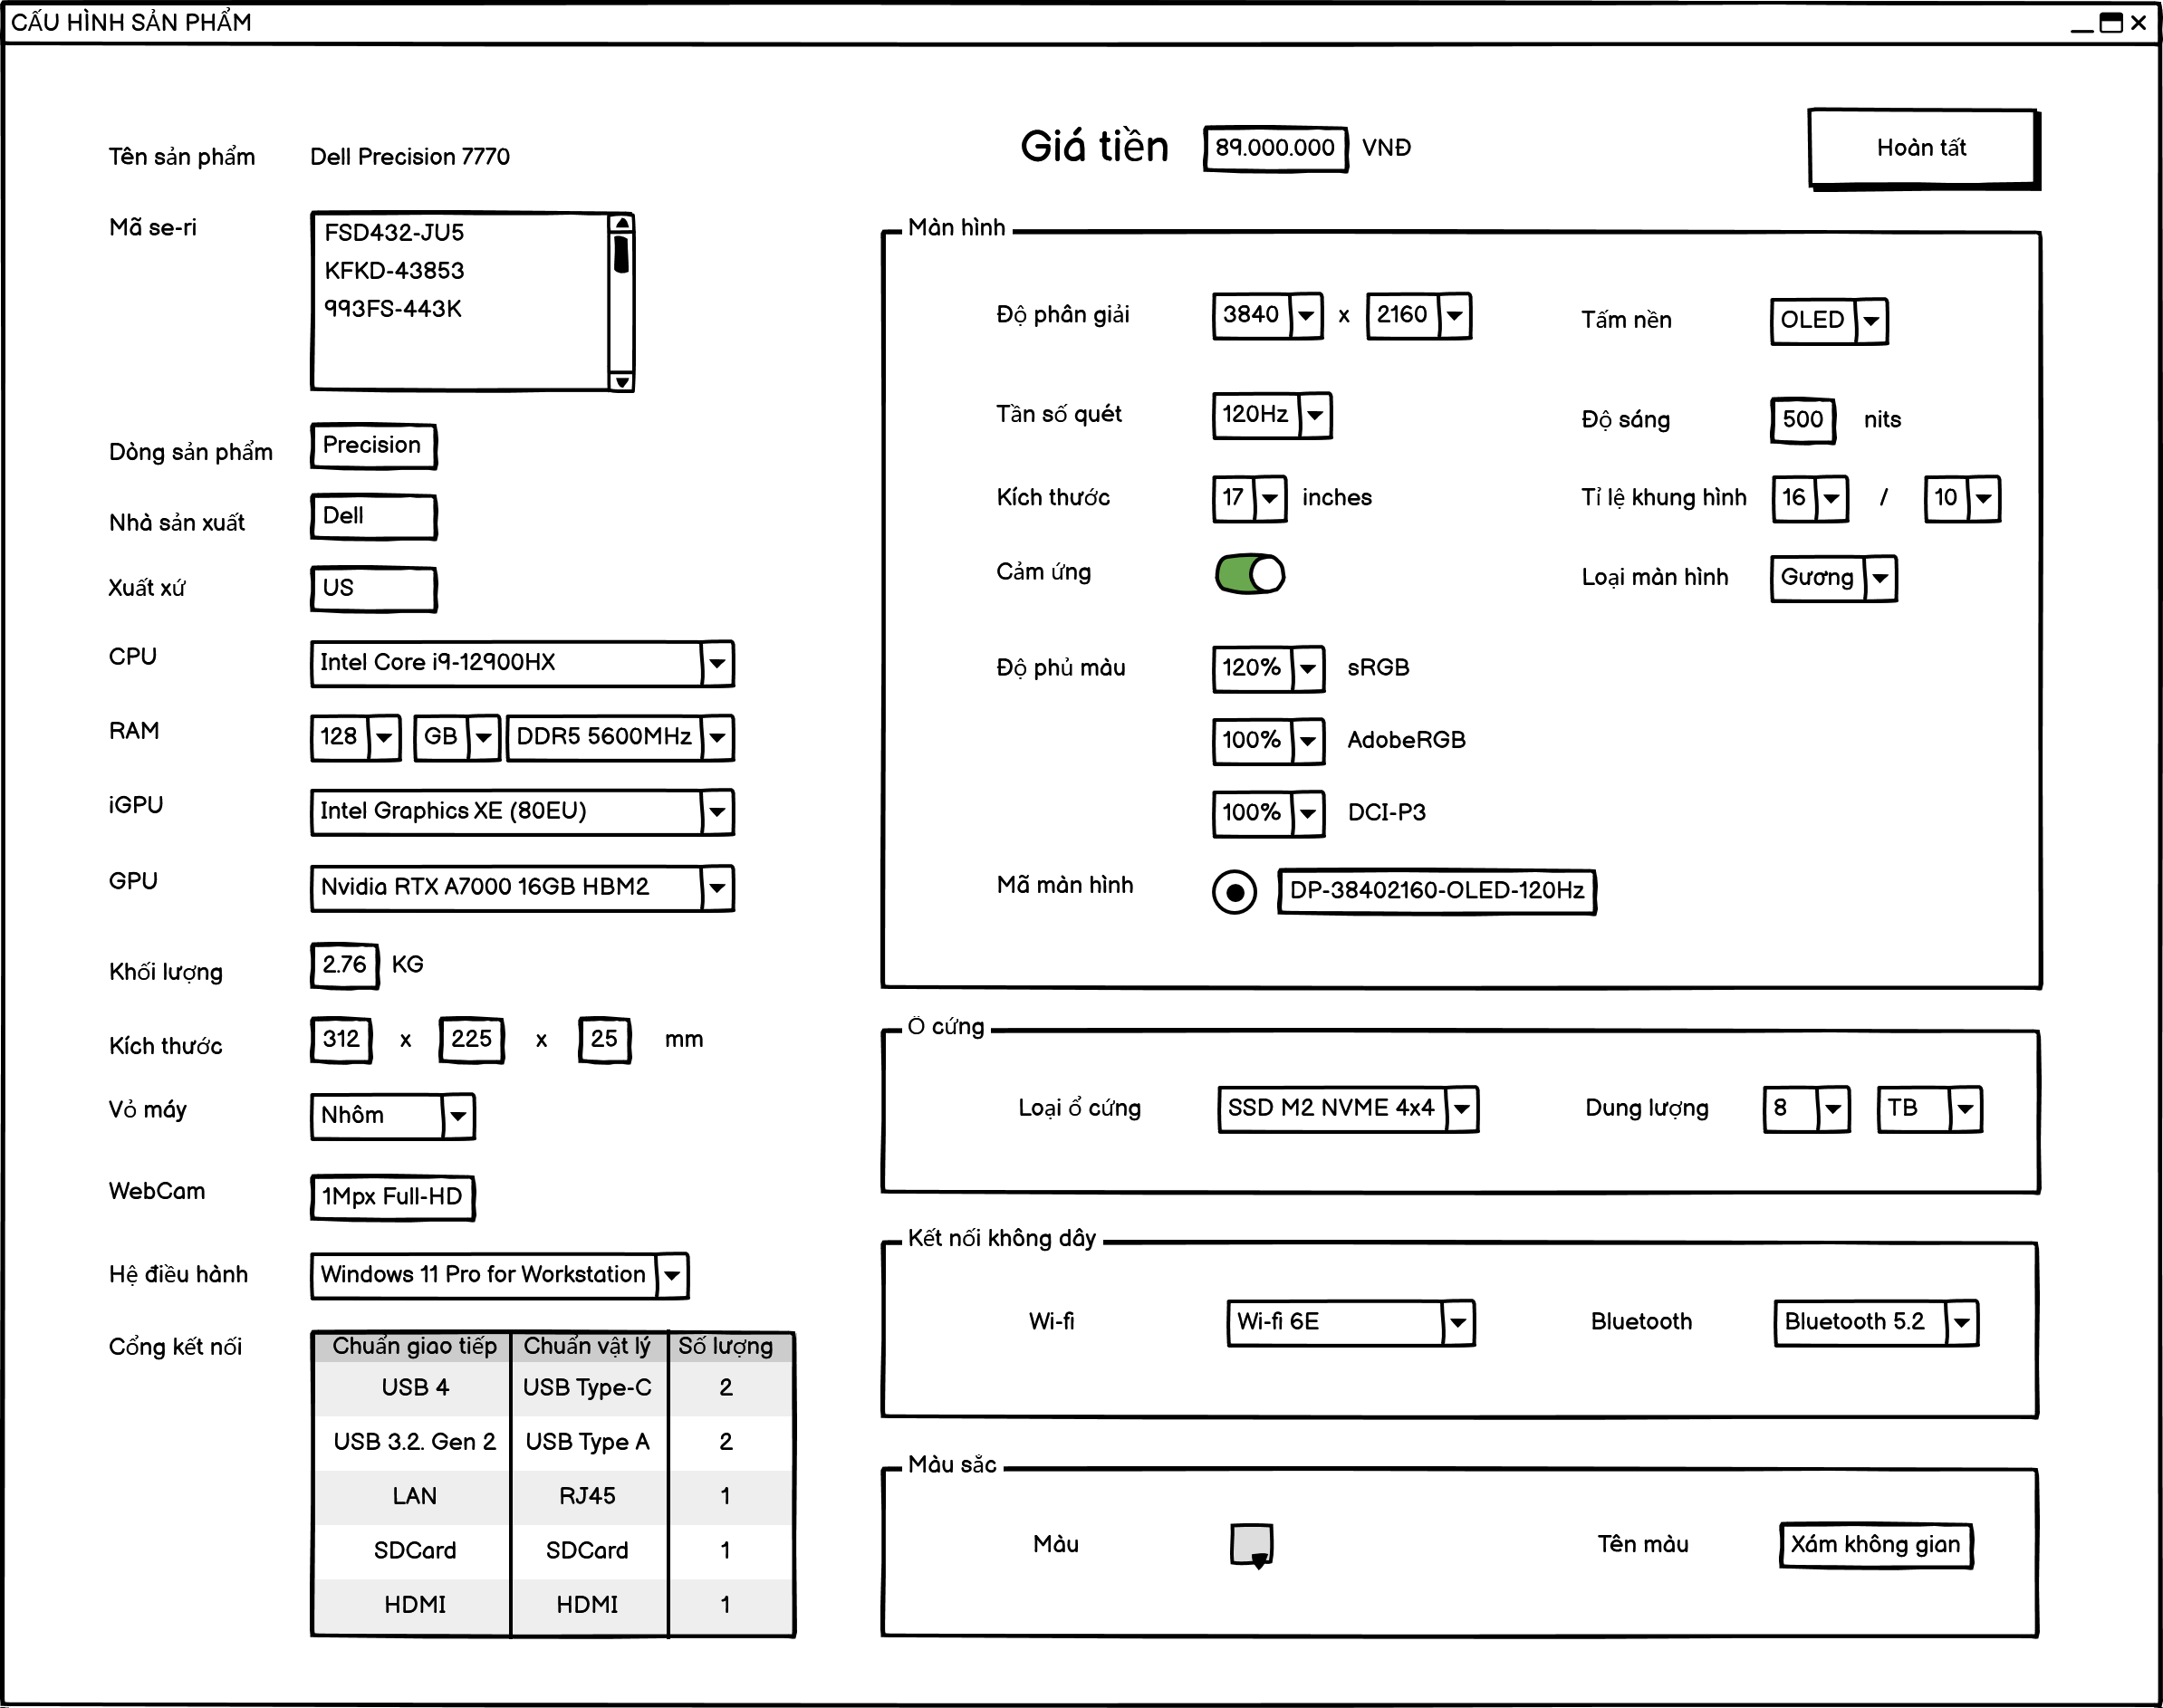 CẤU HÌNH SẢN PHẨM
Tên sản phẩm Dell Precision 7770
Giá tiền 89.000.000 VNĐ
Hoàn tất
Mã se-ri
FSD432-JU5
KFKD-43853
993FS-443K
Dòng sản phẩm Precision
Nhà sản xuất Dell
Xuất xứ US
CPU Intel Core i9-12900HX
RAM 128 GB DDR5 5600MHz
iGPU Intel Graphics XE (80EU)
GPU Nvidia RTX A7000 16GB HBM2
Khối lượng 2.76 KG
Kích thước 312 x 225 x 25 mm
Vỏ máy Nhôm
WebCam 1Mpx Full-HD
Hệ điều hành Windows 11 Pro for Workstation
Cổng kết nối
Chuẩn giao tiếp Chuẩn vật lý Số lượng
USB 4 USB Type-C 2
USB 3.2. Gen 2 USB Type A 2
LAN RJ45 1
SDCard SDCard 1
HDMI HDMI 1
Màn hình
Độ phân giải 3840 x 2160 Tấm nền OLED
Tần số quét 120Hz Độ sáng 500 nits
Kích thước 17 inches Tỉ lệ khung hình 16 / 10
Cảm ứng Loại màn hình Gương
Độ phủ màu 120% sRGB
100% AdobeRGB
100% DCI-P3
Mã màn hình DP-38402160-OLED-120Hz
Ổ cứng
Loại ổ cứng SSD M2 NVME 4x4 Dung lượng 8 TB
Kết nối không dây
Wi-fi Wi-fi 6E Bluetooth Bluetooth 5.2
Màu sắc
Màu Tên màu Xám không gian